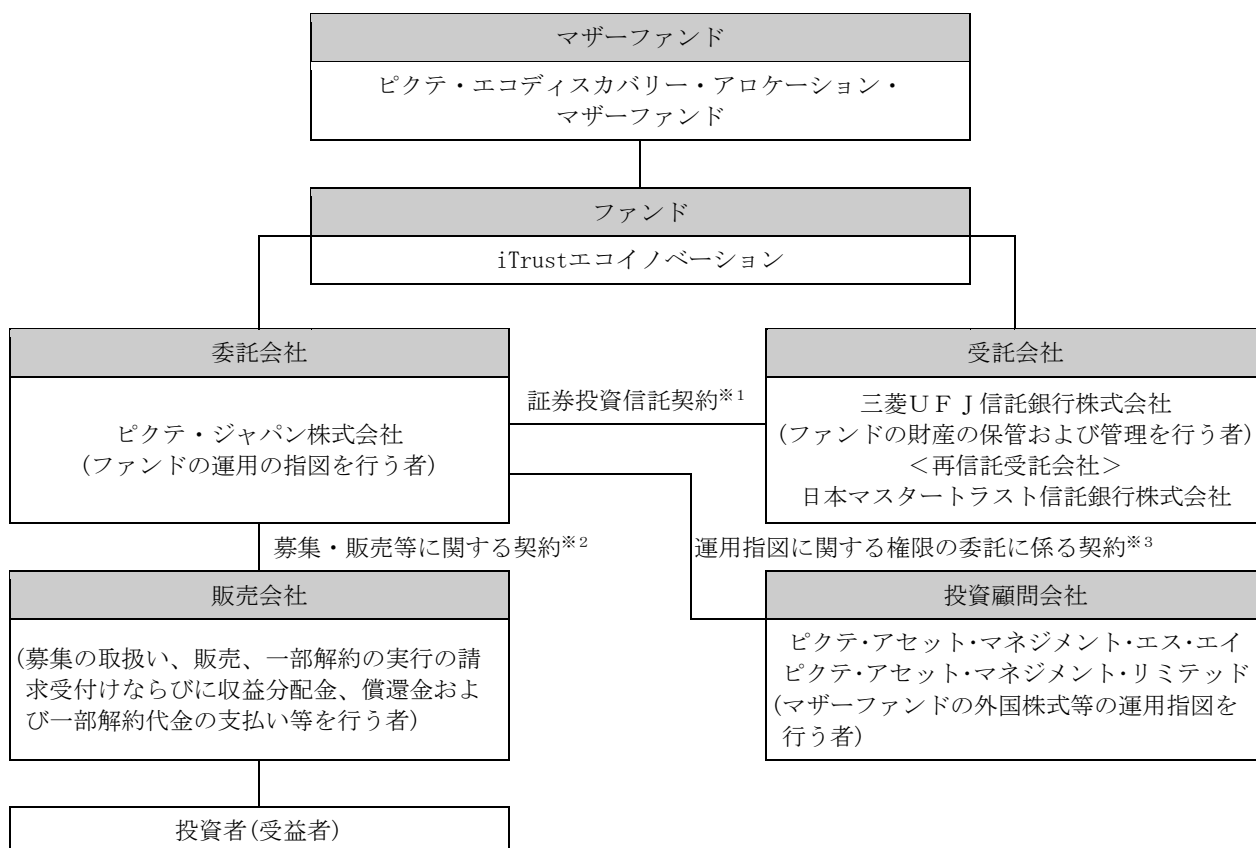 マザーファンド
ピクテ・エコディスカバリー・アロケーション・
マザーファンド
ファンド
iTrustエコイノベーション
委託会社
ピクテ・ジャパン株式会社
(ファンドの運用の指図を行う者)
証券投資信託契約※1
受託会社
三菱ＵＦＪ信託銀行株式会社
(ファンドの財産の保管および管理を行う者)
＜再信託受託会社＞
日本マスタートラスト信託銀行株式会社
募集・販売等に関する契約※2
運用指図に関する権限の委託に係る契約※3
販売会社
(募集の取扱い、販売、一部解約の実行の請
求受付けならびに収益分配金、償還金およ
び一部解約代金の支払い等を行う者)
投資顧問会社
ピクテ・アセット・マネジメント・エス・エイ
ピクテ・アセット・マネジメント・リミテッド
(マザーファンドの外国株式等の運用指図を
行う者)
投資者(受益者)